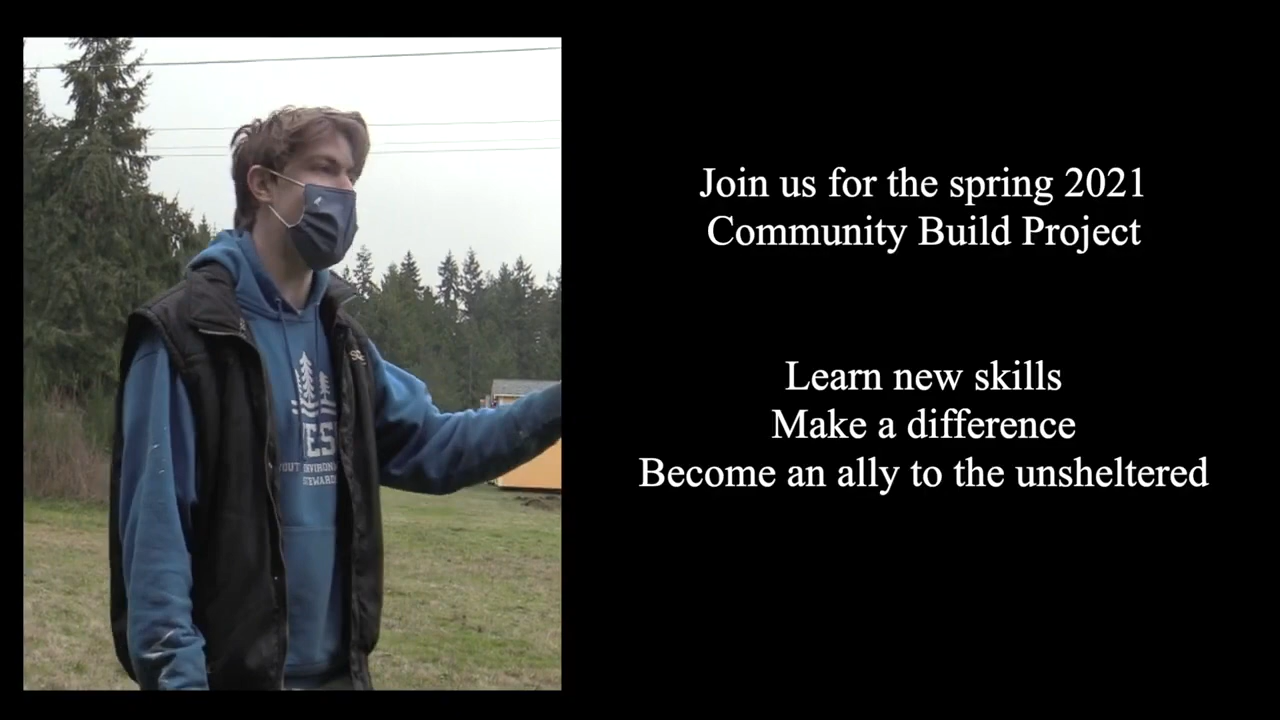 Join us for the spring 2021
Community Build Project
Learn new skills
Make a difference
Become an ally to the unsheltered